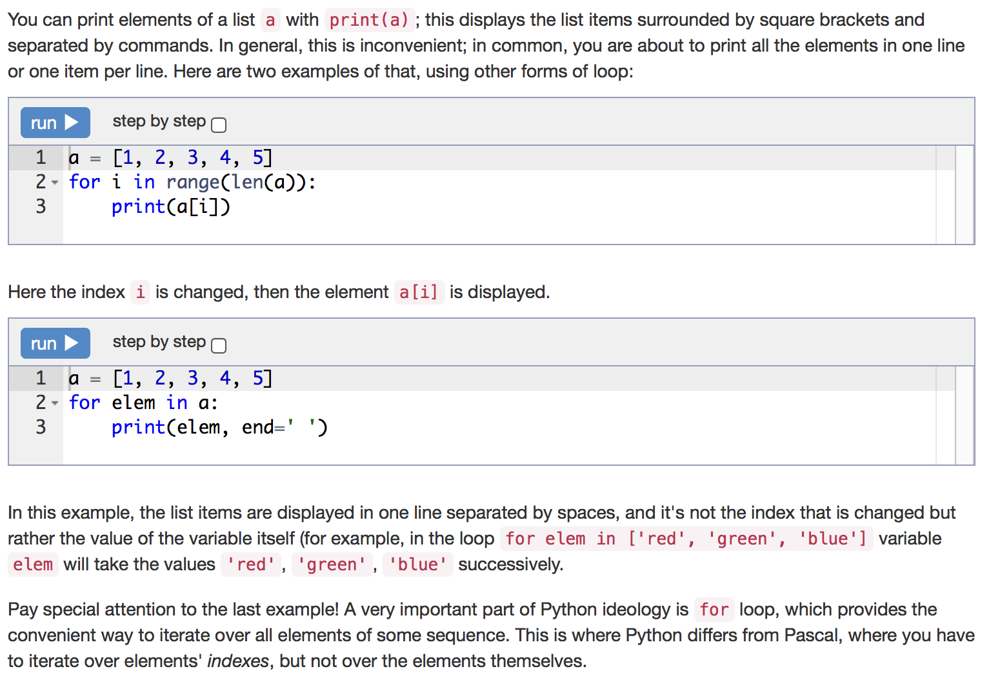 You can print elements of a list a with print(a); this displays the list items surrounded by square brackets and
separated by commands. In general, this is inconvenient; in common, you are about to print all the elements in one line
or one item per line. Here are two examples of that, using other forms of loop:
run step by step
1 a = [1, 2, 3, 4, 5]
2 for i in range(len(a)):
3     print(a[i])
Here the index i is changed, then the element a[i] is displayed.
run step by step
1 a = [1, 2, 3, 4, 5]
2 for elem in a:
3     print(elem, end=' ')
In this example, the list items are displayed in one line separated by spaces, and it's not the index that is changed but
rather the value of the variable itself (for example, in the loop for elem in ['red', 'green', 'blue'] variable
elem will take the values 'red', 'green', 'blue' successively.
Pay special attention to the last example! A very important part of Python ideology is for loop, which provides the
convenient way to iterate over all elements of some sequence. This is where Python differs from Pascal, where you have
to iterate over elements' indexes, but not over the elements themselves.